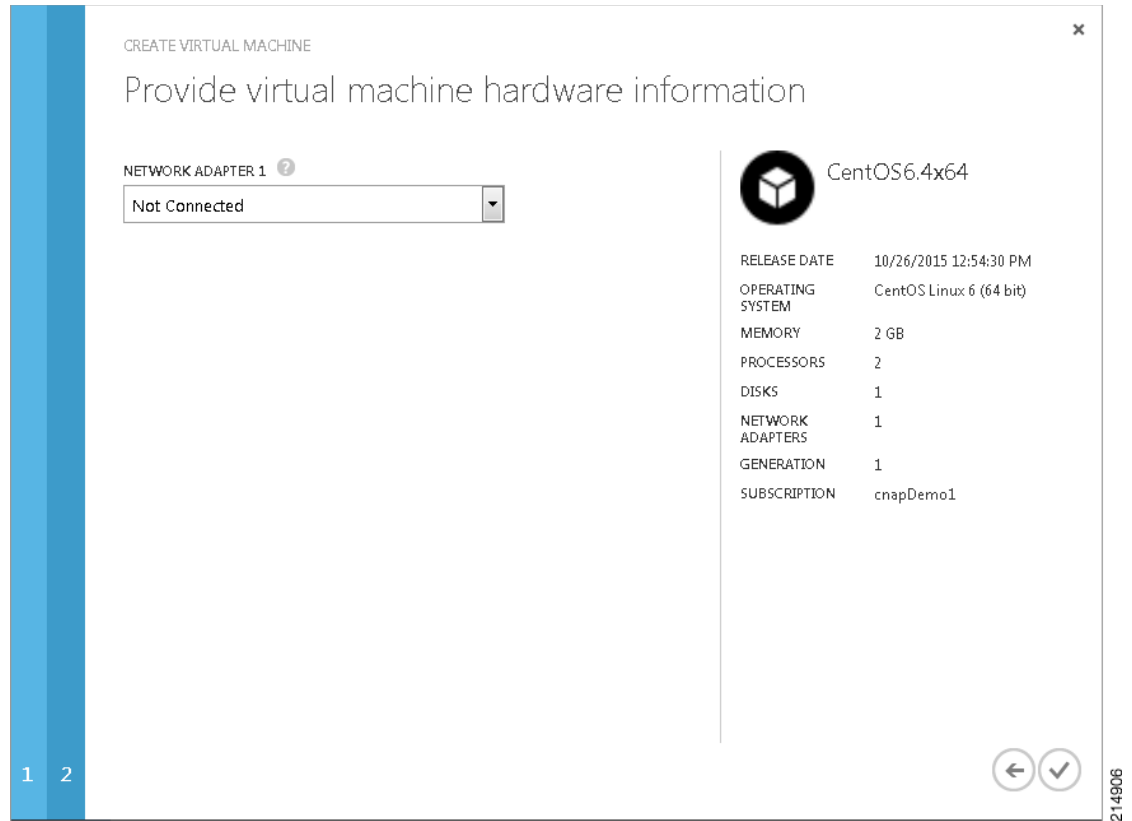 CREATE VIRTUAL MACHINE
Provide virtual machine hardware information
NETWORK ADAPTER 1 ?
Not Connected
CentOS6.4x64
RELEASE DATE 10/26/2015 12:54:30 PM
OPERATING CentOS Linux 6 (64 bit)
SYSTEM
MEMORY 2 GB
PROCESSORS 2
DISKS 1
NETWORK 1
ADAPTERS
GENERATION 1
SUBSCRIPTION cnapDemo1
1 2
214906